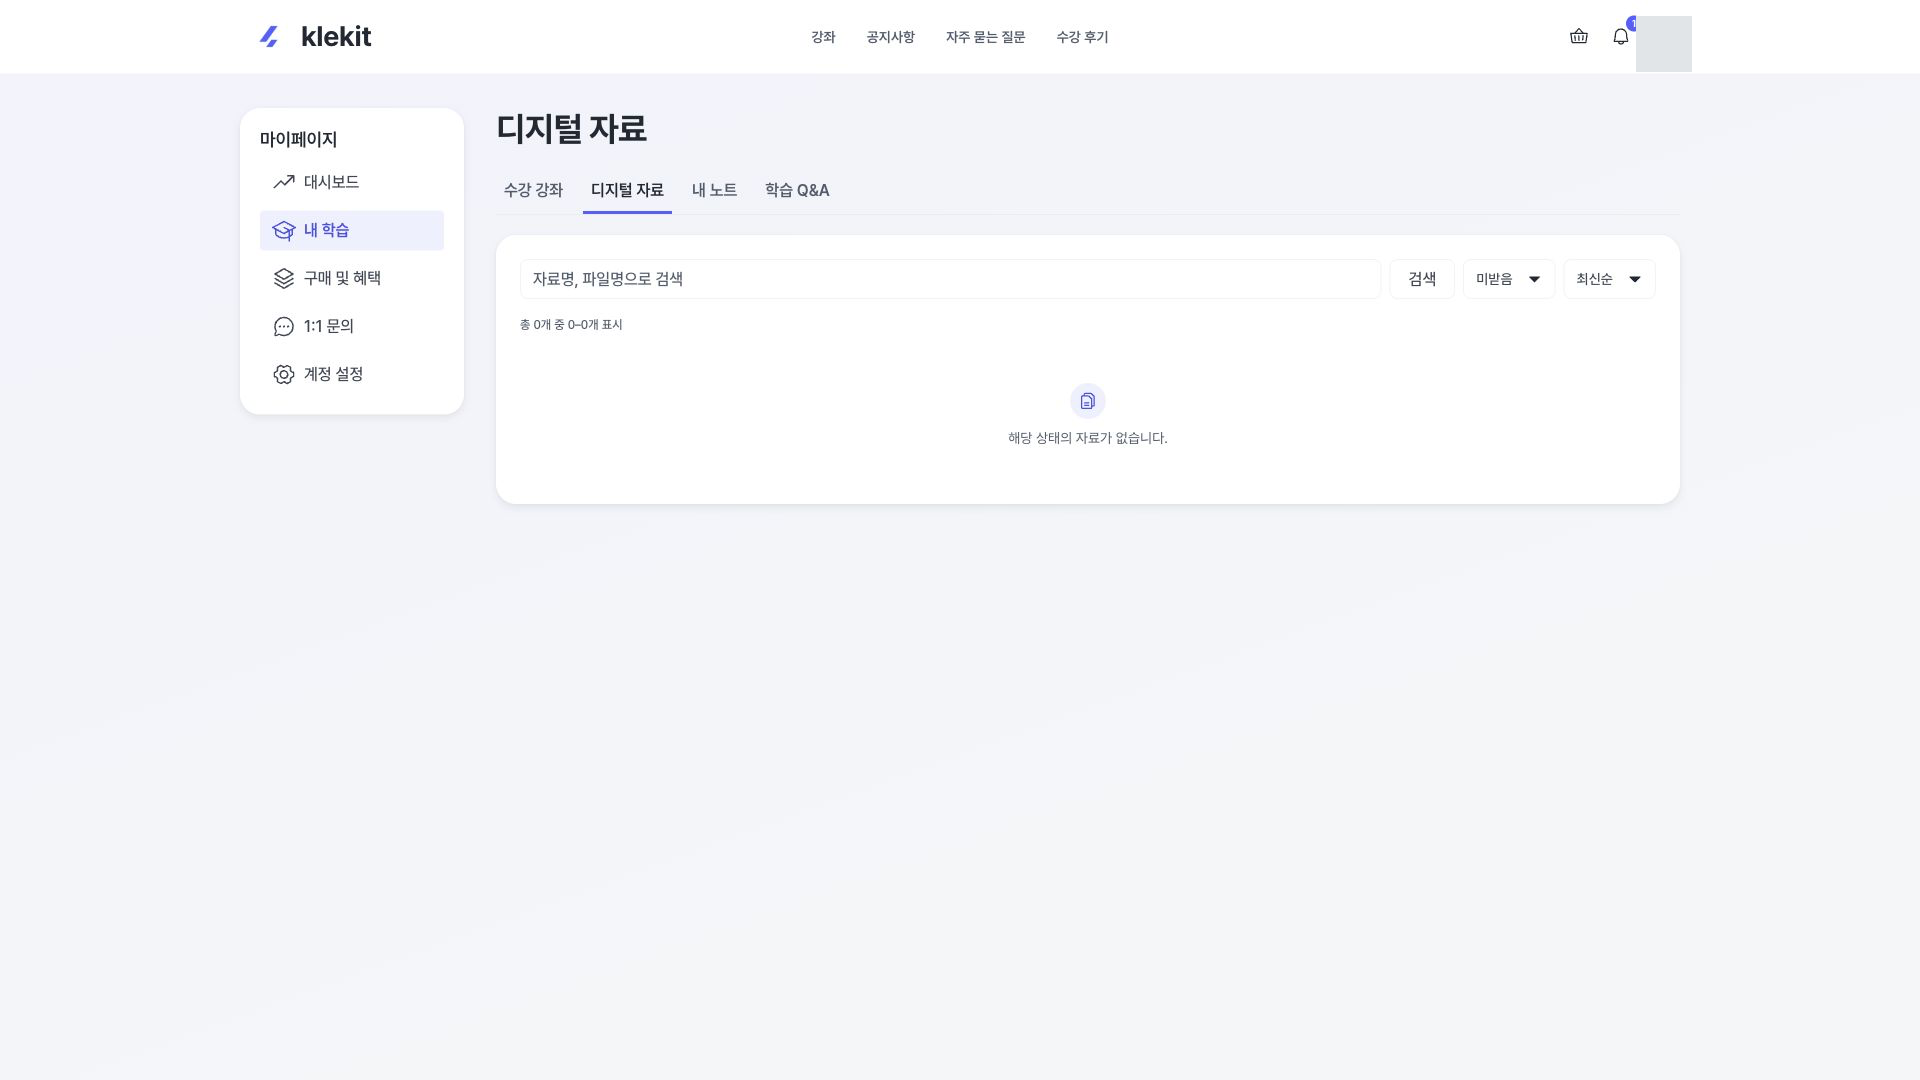 klekit
강좌
공지사항
자주 묻는 질문
수강 후기
마이페이지
대시보드
내 학습
구매 및 혜택
1:1 문의
계정 설정
디지털 자료
수강 강좌
디지털 자료
내 노트
학습 Q&A
자료명, 파일명으로 검색
검색
미받음
최신순
총 0개 중 0–0개 표시
해당 상태의 자료가 없습니다.